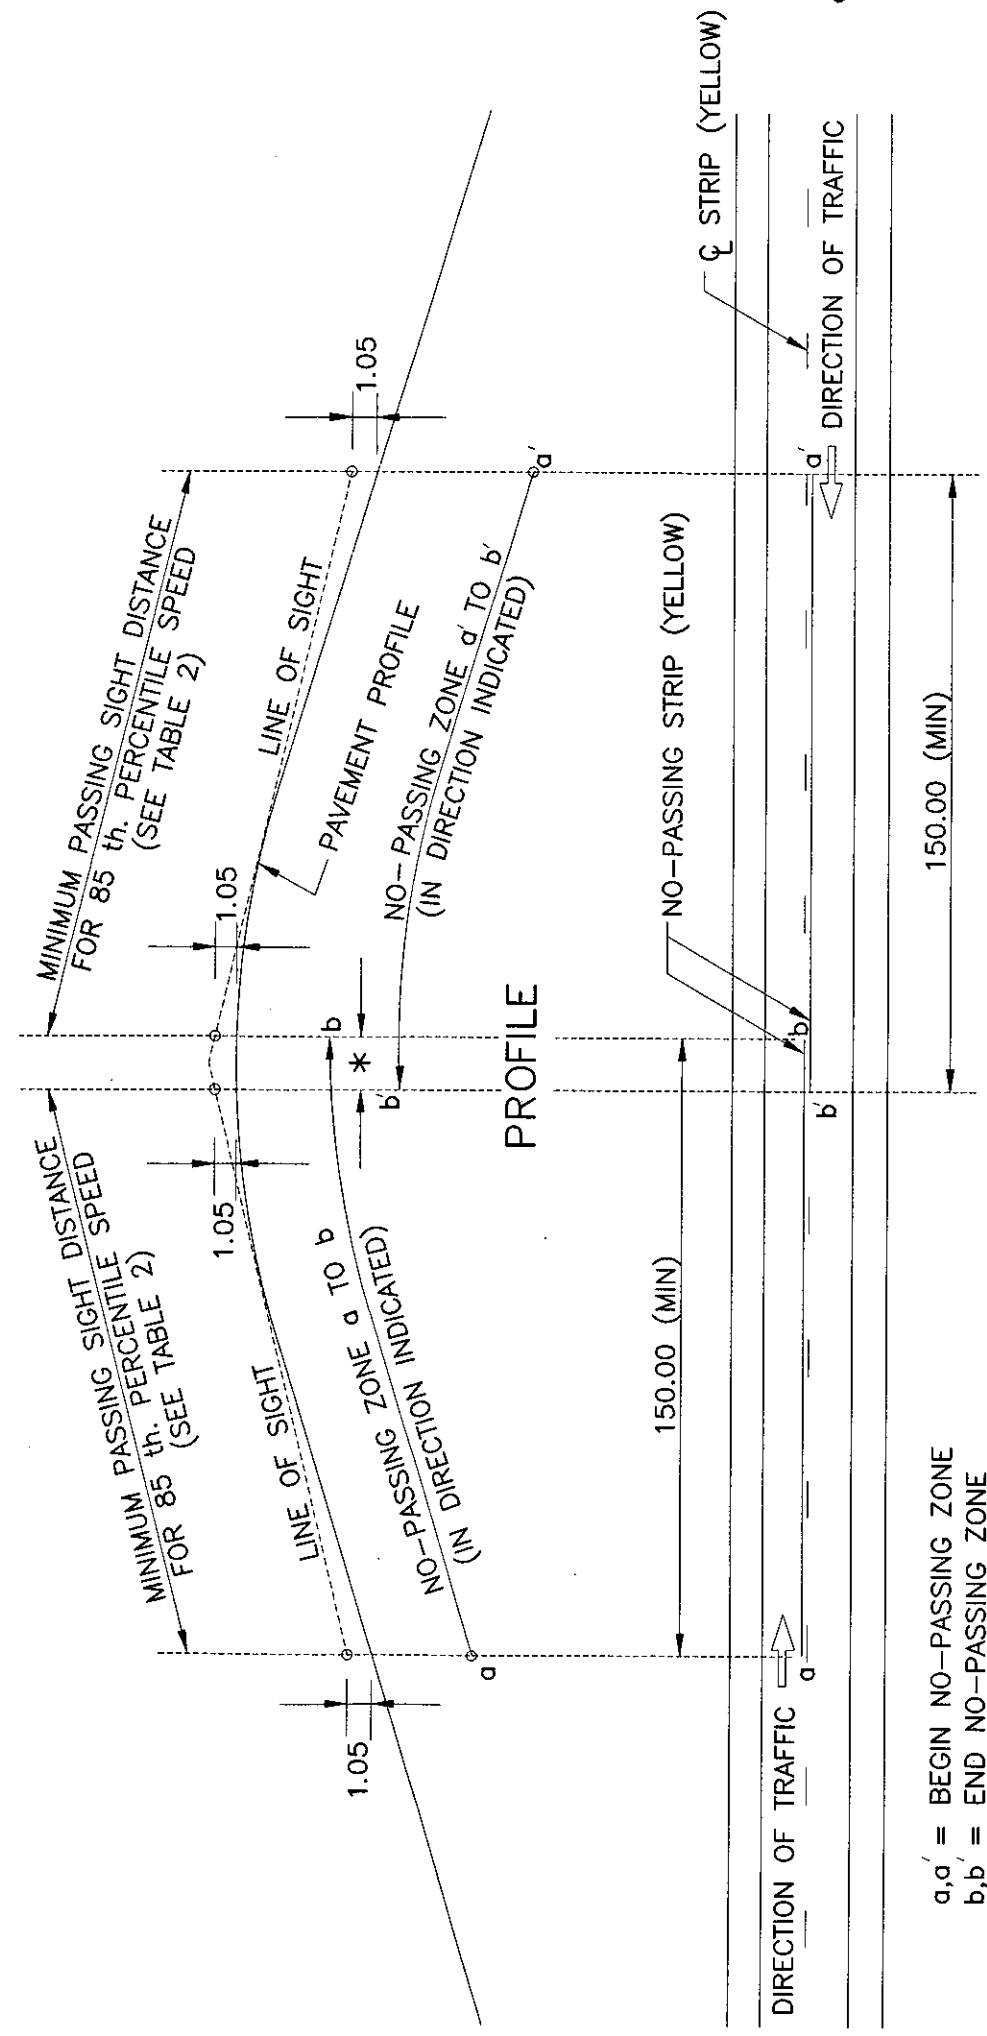 MINIMUM PASSING SIGHT DISTANCE
FOR 85 th. PERCENTILE SPEED
(SEE TABLE 2)
MINIMUM PASSING SIGHT DISTANCE
FOR 85 th. PERCENTILE SPEED
(SEE TABLE 2)
1.05
LINE OF SIGHT
1.05
1.05
LINE OF SIGHT
1.05
PAVEMENT PROFILE
NO-PASSING ZONE a TO b
(IN DIRECTION INDICATED)
NO-PASSING ZONE a' TO b'
(IN DIRECTION INDICATED)
a
b'
*
b
a'
PROFILE
150.00 (MIN)
NO-PASSING STRIP (YELLOW)
℄ STRIP (YELLOW)
DIRECTION OF TRAFFIC
a
b'
b
a'
DIRECTION OF TRAFFIC
150.00 (MIN)
a,a' = BEGIN NO-PASSING ZONE
b,b' = END NO-PASSING ZONE